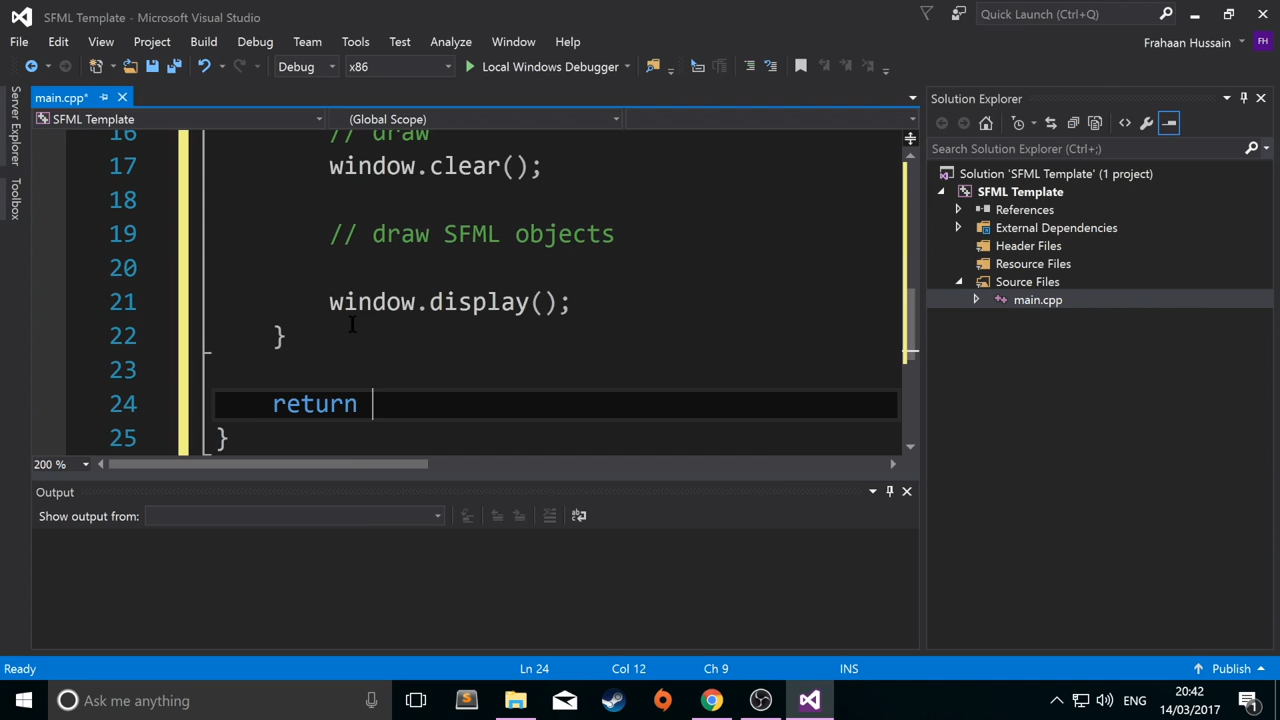 SFML Template - Microsoft Visual Studio
Quick Launch (Ctrl+Q)
File Edit View Project Build Debug Team Tools Test Analyze Window Help
Frahaan Hussain FH
Debug x86 Local Windows Debugger
Server Explorer
Toolbox
main.cpp*
SFML Template (Global Scope)
16 // draw
17 window.clear();
18
19 // draw SFML objects
20
21 window.display();
22 }
23
24 return
25 }
200 %
Output
Show output from:
Solution Explorer
Search Solution Explorer (Ctrl+;)
Solution 'SFML Template' (1 project)
SFML Template
References
External Dependencies
Header Files
Resource Files
Source Files
main.cpp
Ready Ln 24 Col 12 Ch 9 INS Publish
Ask me anything
ENG
20:42
14/03/2017
1